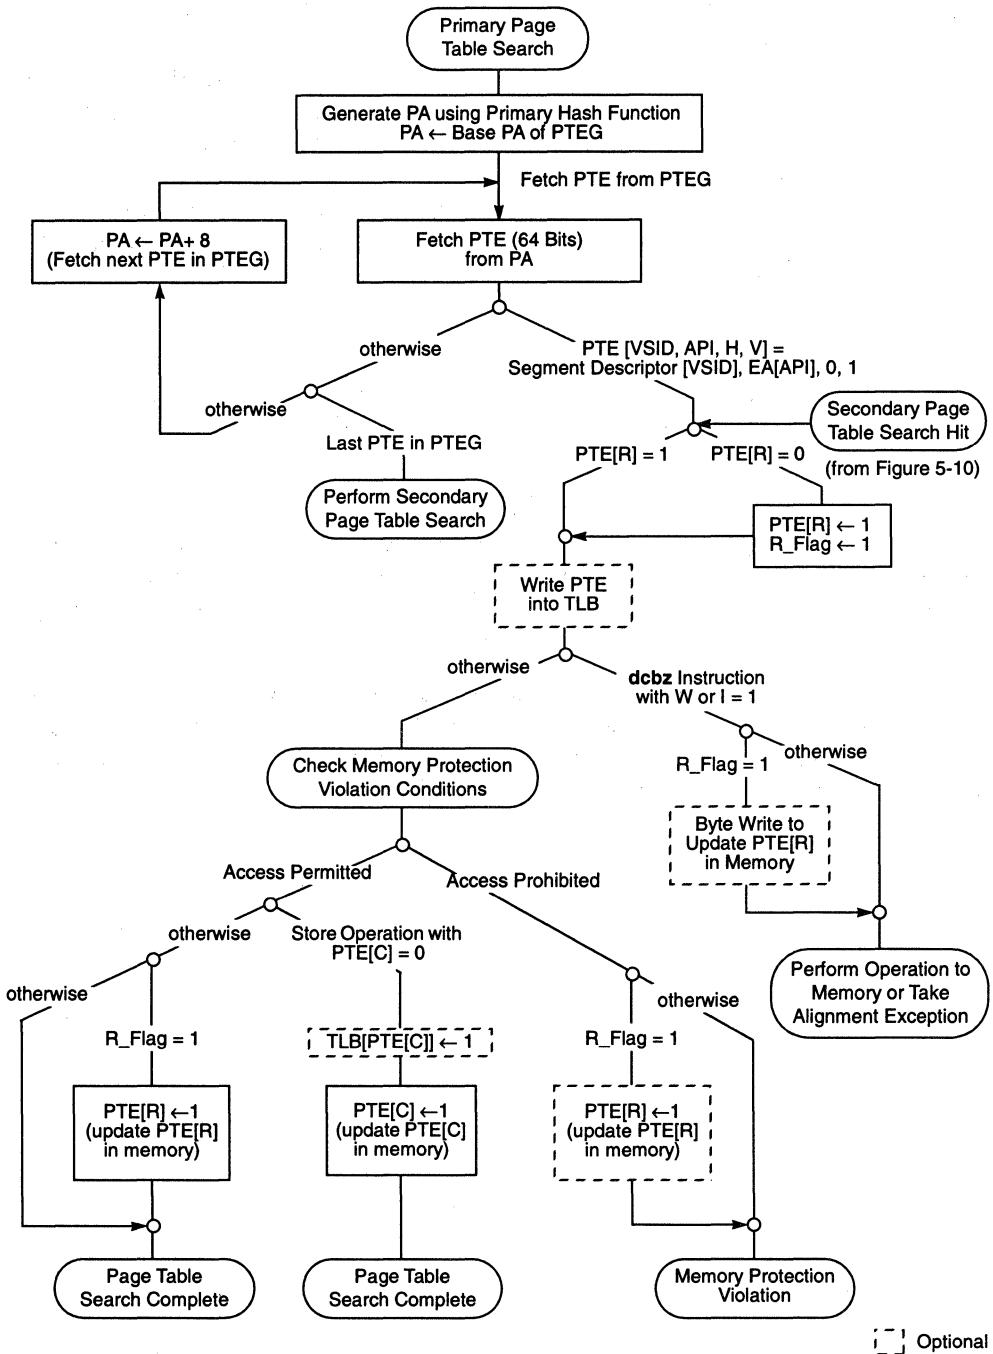 Primary Page
Table Search
Generate PA using Primary Hash Function
PA ← Base PA of PTEG
Fetch PTE from PTEG
PA ← PA+ 8
(Fetch next PTE in PTEG)
Fetch PTE (64 Bits)
from PA
otherwise
PTE [VSID, API, H, V] =
Segment Descriptor [VSID], EA[API], 0, 1
otherwise
Last PTE in PTEG
Secondary Page
Table Search Hit
(from Figure 5-10)
PTE[R] = 1
PTE[R] = 0
Perform Secondary
Page Table Search
PTE[R] ← 1
R_Flag ← 1
Write PTE
into TLB
otherwise
dcbz Instruction
with W or I = 1
Check Memory Protection
Violation Conditions
R_Flag = 1
otherwise
Byte Write to
Update PTE[R]
in Memory
Access Permitted
Access Prohibited
otherwise
Store Operation with
PTE[C] = 0
Perform Operation to
Memory or Take
Alignment Exception
otherwise
otherwise
R_Flag = 1
TLB[PTE[C]] ← 1
R_Flag = 1
PTE[R] ←1
(update PTE[R]
in memory)
PTE[C] ←1
(update PTE[C]
in memory)
PTE[R] ←1
(update PTE[R]
in memory)
Page Table
Search Complete
Page Table
Search Complete
Memory Protection
Violation
Optional